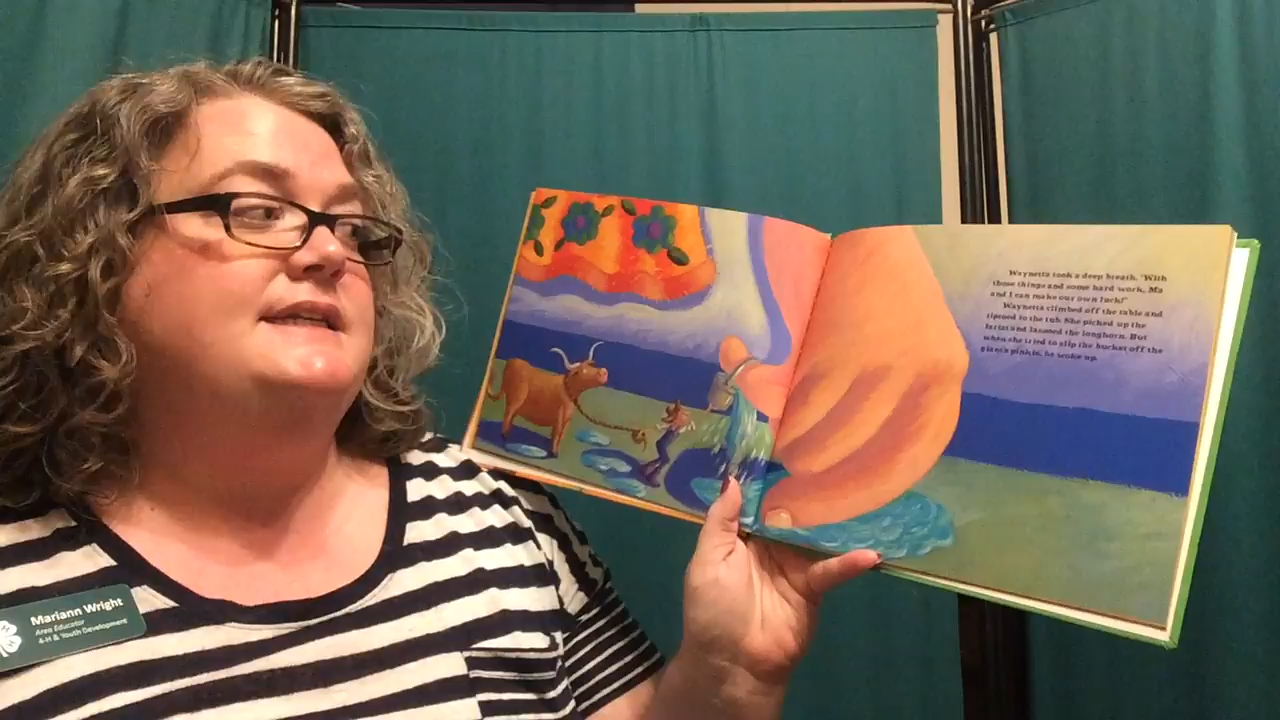 Waynetta took a deep breath. "With
those things and some hard work, Ma
and I can make our own luck!"
Waynetta climbed off the table and
tiptoed to the tub. She picked up the
lariat and lassoed the longhorn. But
when she tried to slip the bucket off the
giant's pinkie, he woke up.
Mariann Wright
Area Educator
4-H & Youth Development